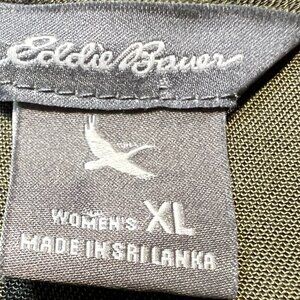 Eddie Bauer
WOMEN'S XL
MADE IN SRI LANKA